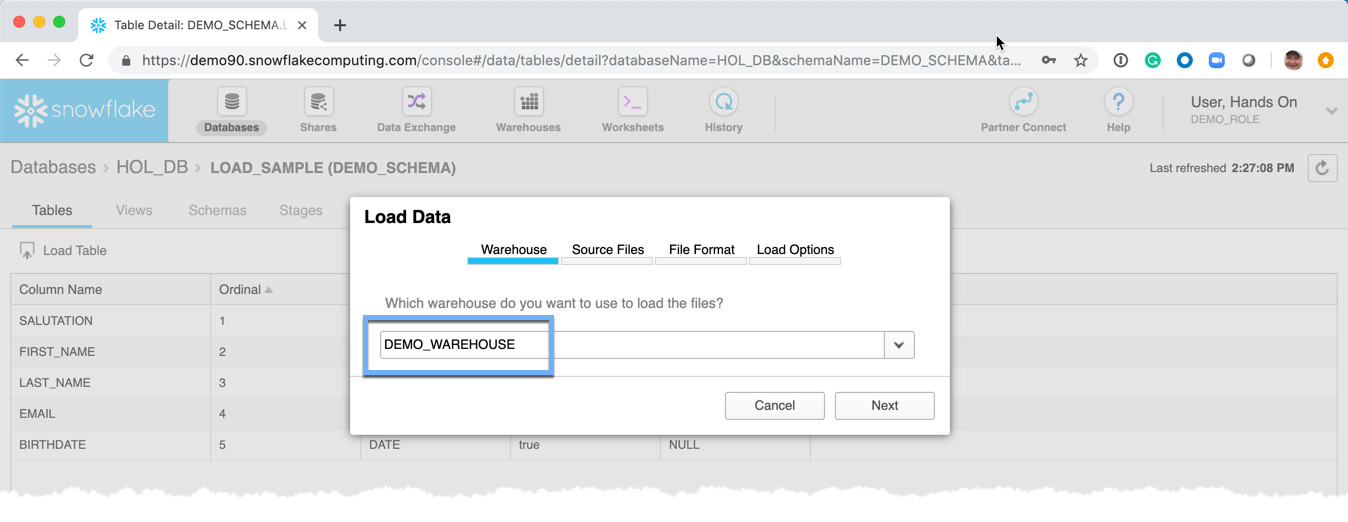 Table Detail: DEMO_SCHEMA.L
https://demo90.snowflakecomputing.com/console#/data/tables/detail?databaseName=HOL_DB&schemaName=DEMO_SCHEMA&ta...
snowflake
Databases Shares Data Exchange Warehouses Worksheets History Partner Connect Help
User, Hands On
DEMO_ROLE
Databases > HOL_DB > LOAD_SAMPLE (DEMO_SCHEMA)
Last refreshed 2:27:08 PM
Tables Views Schemas Stages
Load Table
Column Name Ordinal
SALUTATION 1
FIRST_NAME 2
LAST_NAME 3
EMAIL 4
BIRTHDATE 5 DATE true NULL
Load Data
Warehouse Source Files File Format Load Options
Which warehouse do you want to use to load the files?
DEMO_WAREHOUSE
Cancel Next